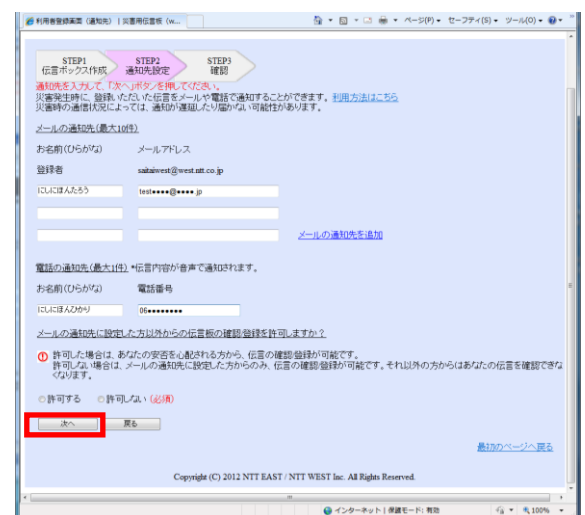 利用者登録画面（通知先）｜災害用伝言板（w...
ページ(P) セーフティ(S) ツール(O)
STEP1 STEP2 STEP3
伝言ボックス作成 通知先設定 確認
通知先を入力して、「次へ」ボタンを押してください。
災害発生時に、登録いただいた伝言をメールや電話で通知することができます。利用方法はこちら
災害時の通信状況によっては、通知が遅延したり届かない可能性があります。
メールの通知先(最大10件)
お名前(ひらがな) メールアドレス
登録者 saitaiwest@west.ntt.co.jp
にしにほんたろう test●●●●@●●●●.jp
メールの通知先を追加
電話の通知先(最大1件) *伝言内容が音声で通知されます。
お名前(ひらがな) 電話番号
にしにほんひかり 06●●●●●●●●
メールの通知先に設定した方以外からの伝言板の確認/登録を許可しますか？
許可した場合は、あなたの安否を心配される方から、伝言の確認/登録が可能です。
許可しない場合は、メールの通知先に設定した方からのみ、伝言の確認/登録が可能です。それ以外の方からはあなたの伝言を確認できな
くなります。
許可する 許可しない (必須)
次へ 戻る
最初のページへ戻る
Copyright (C) 2012 NTT EAST / NTT WEST Inc. All Rights Reserved.
インターネット | 保護モード: 有効 100%